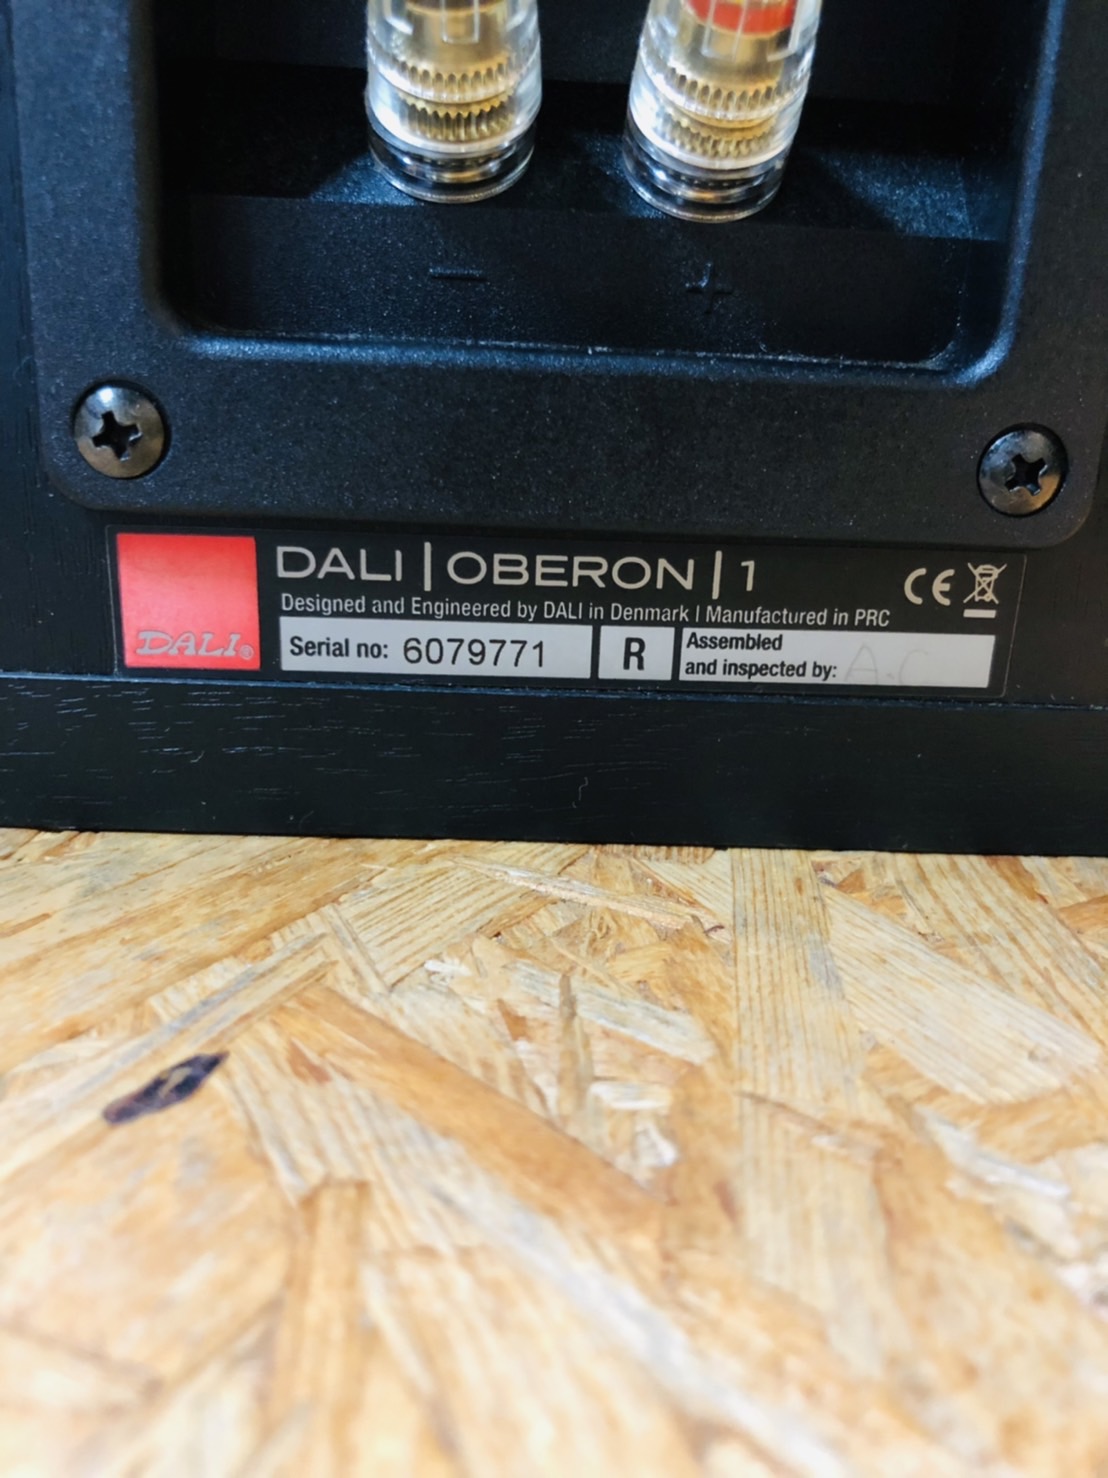 − +
DALI | OBERON | 1
Designed and Engineered by DALI in Denmark | Manufactured in PRC
CE
DALI®
Serial no: 6079771
R
Assembled
and inspected by: A.C